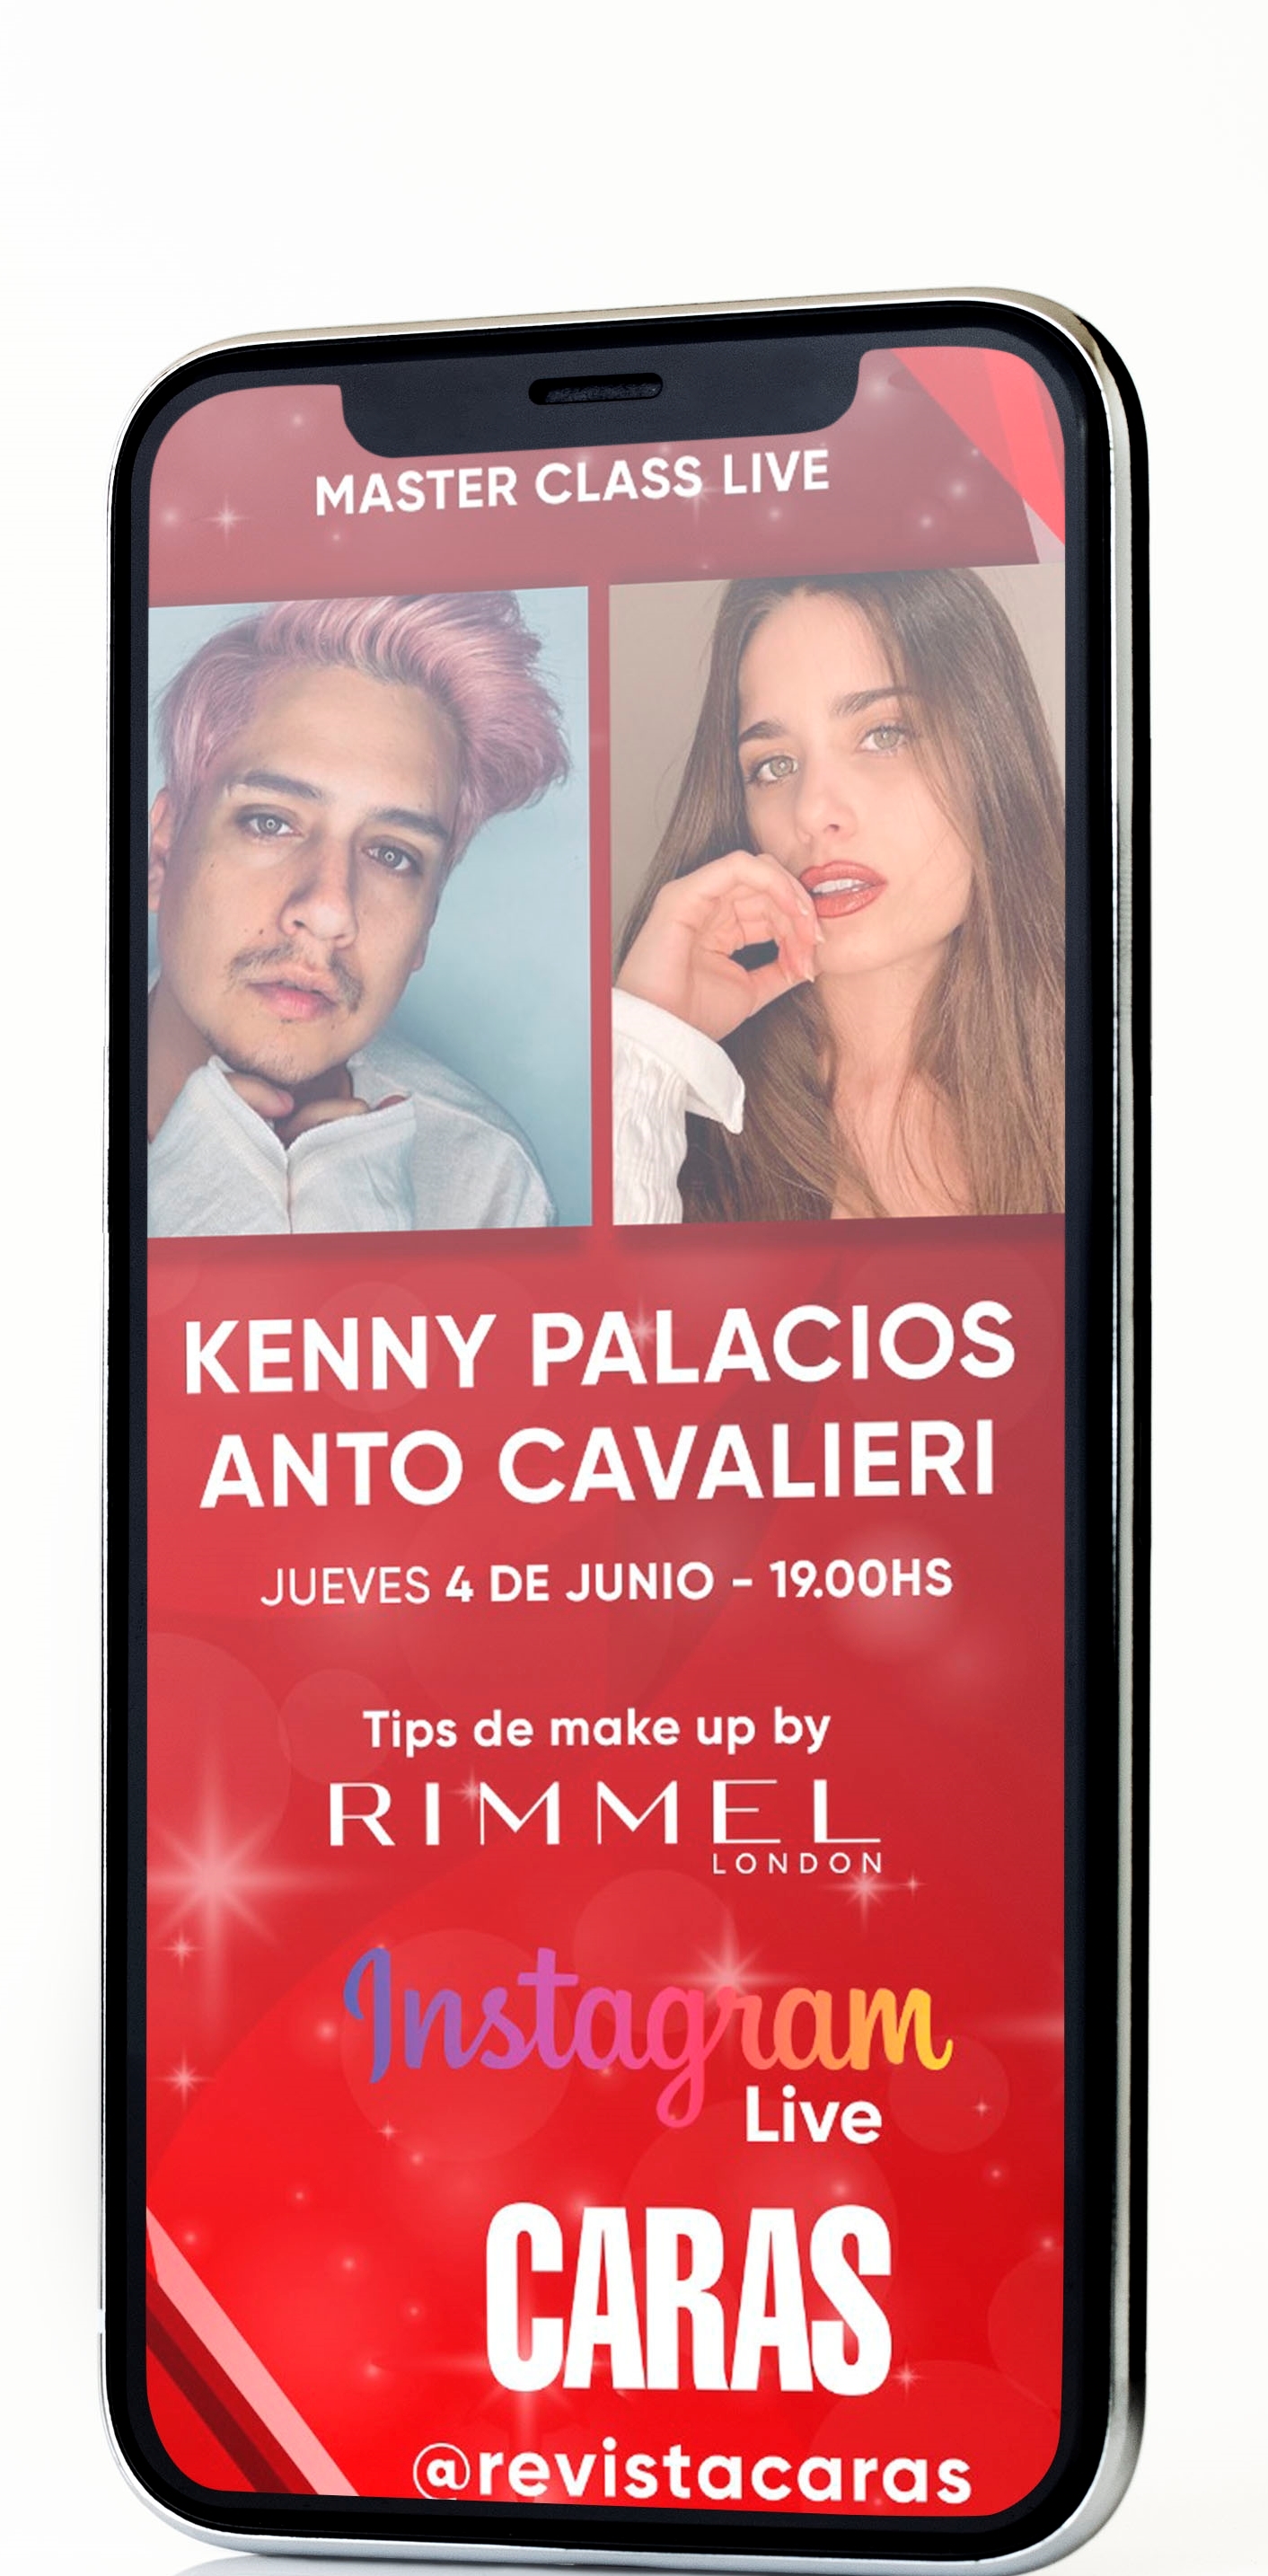 MASTER CLASS LIVE
KENNY PALACIOS
ANTO CAVALIERI
JUEVES 4 DE JUNIO - 19.00HS
Tips de make up by
RIMMEL
LONDON
Instagram
Live
CARAS
@revistacaras